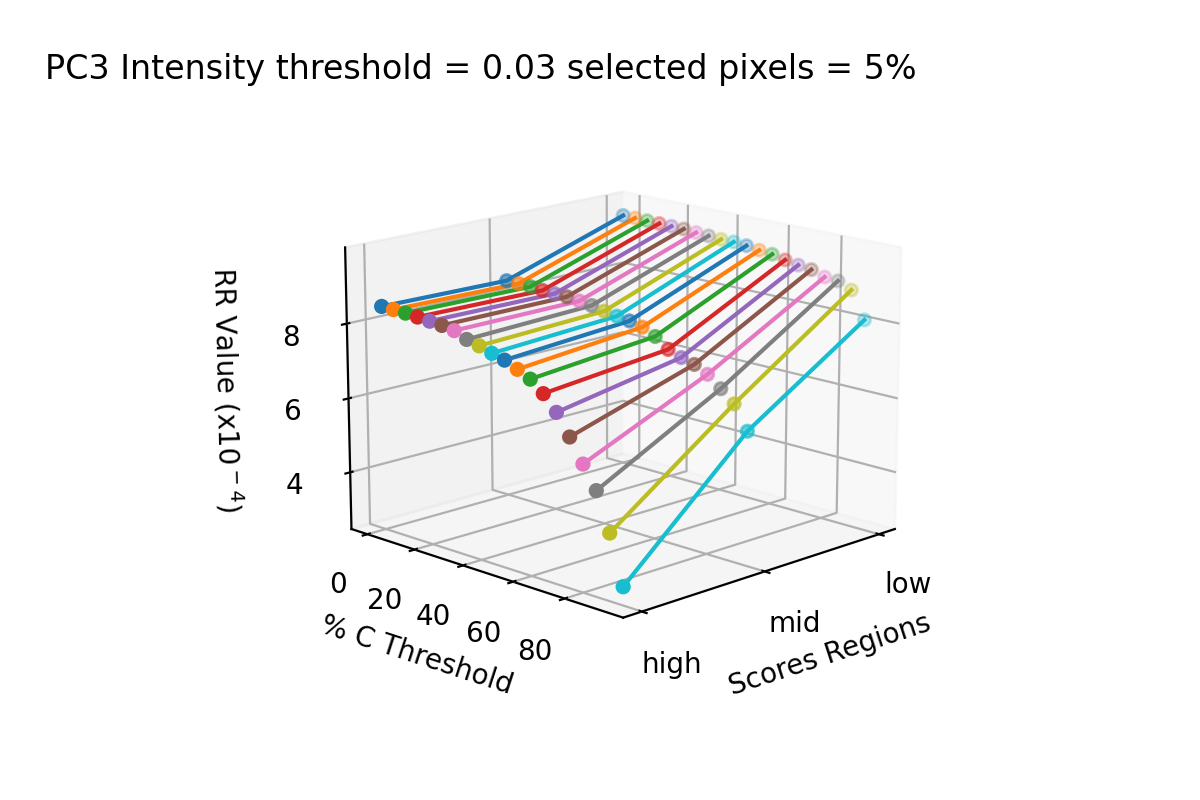 PC3 Intensity threshold = 0.03 selected pixels = 5%
RR Value (x10⁻⁴)
8
6
4
0
20
40
60
80
% C Threshold
high
mid
low
Scores Regions